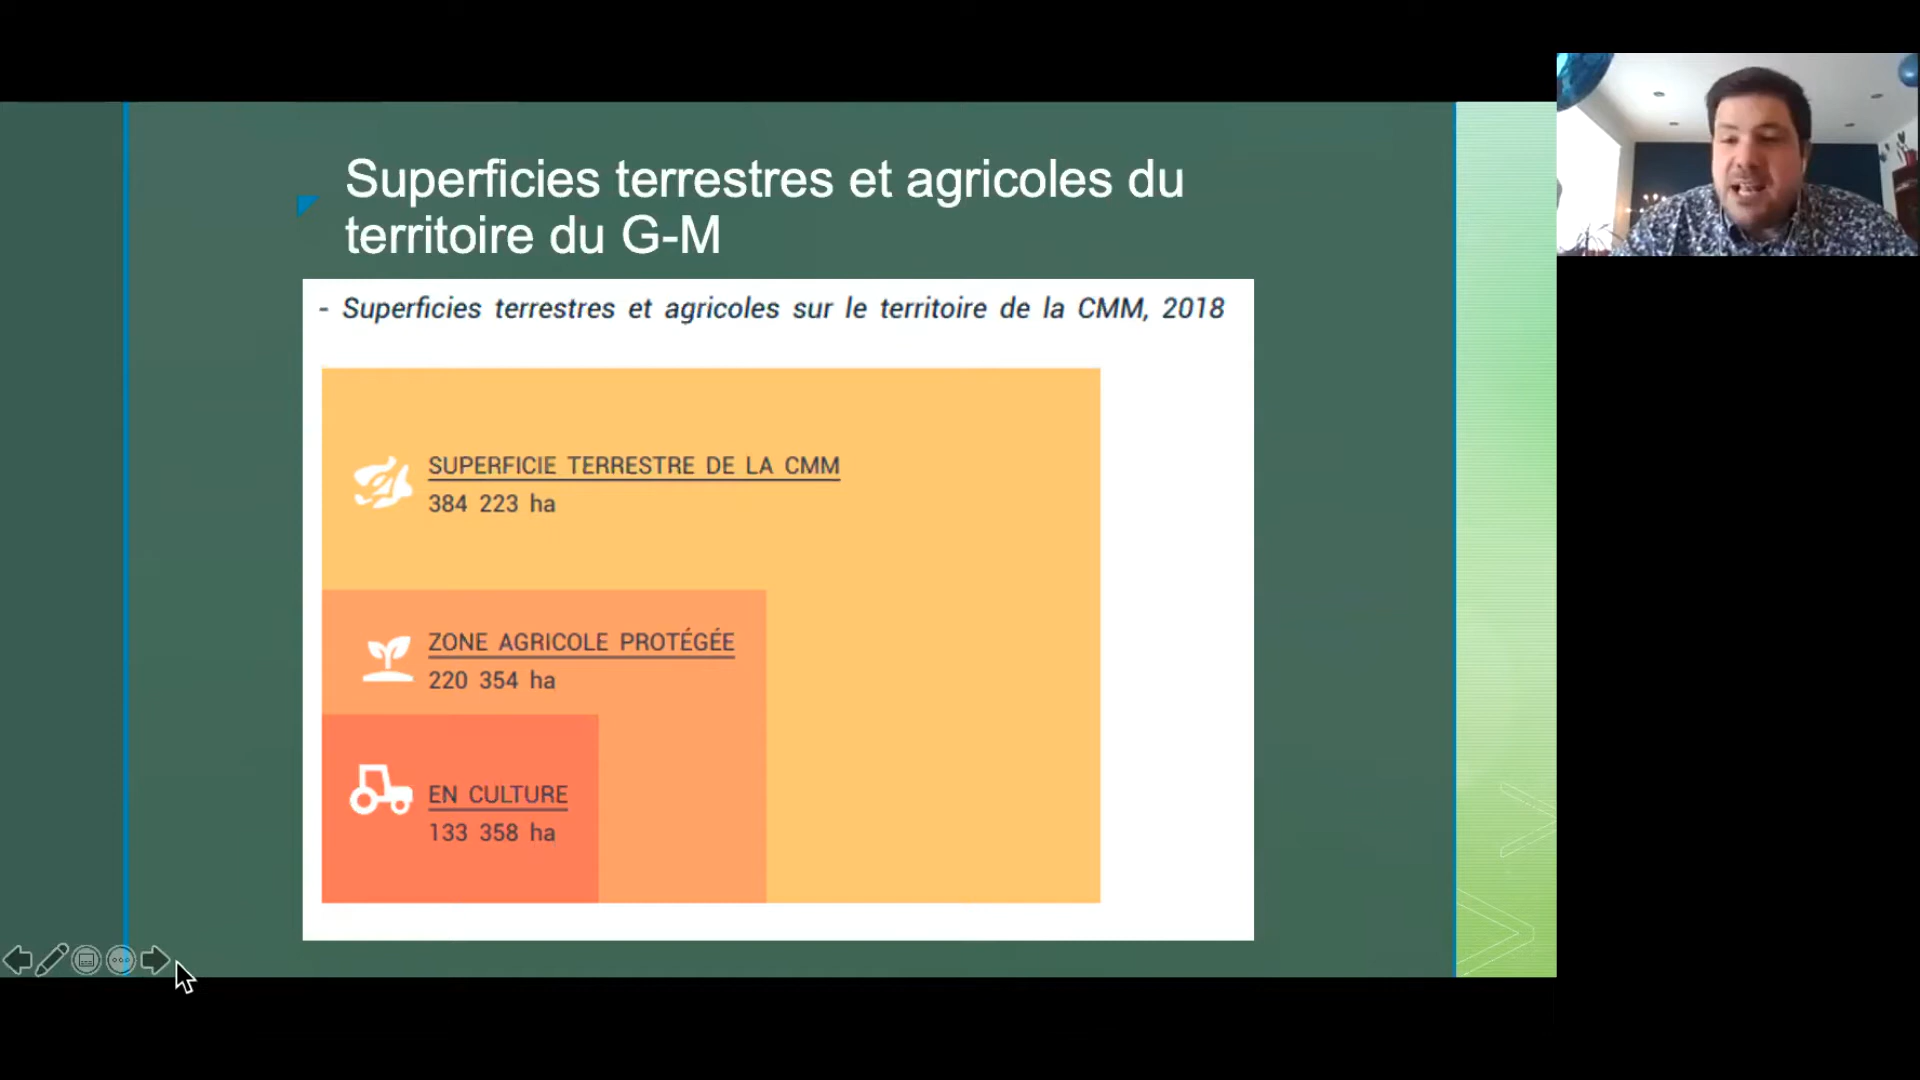 Superficies terrestres et agricoles du
territoire du G-M
- Superficies terrestres et agricoles sur le territoire de la CMM, 2018
SUPERFICIE TERRESTRE DE LA CMM
384 223 ha
ZONE AGRICOLE PROTÉGÉE
220 354 ha
EN CULTURE
133 358 ha